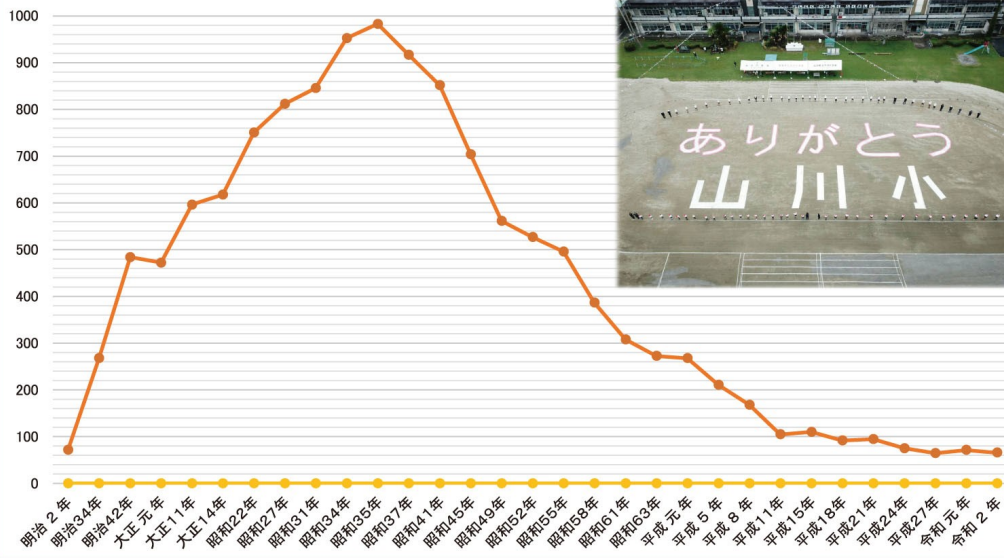 1000
900
800
700
600
500
400
300
200
100
0
明治2年
明治34年
明治42年
大正元年
大正11年
大正14年
昭和22年
昭和27年
昭和31年
昭和34年
昭和35年
昭和37年
昭和41年
昭和45年
昭和49年
昭和52年
昭和55年
昭和58年
昭和61年
昭和63年
平成元年
平成5年
平成8年
平成11年
平成15年
平成18年
平成21年
平成24年
平成27年
令和元年
令和2年
ありがとう
山川小